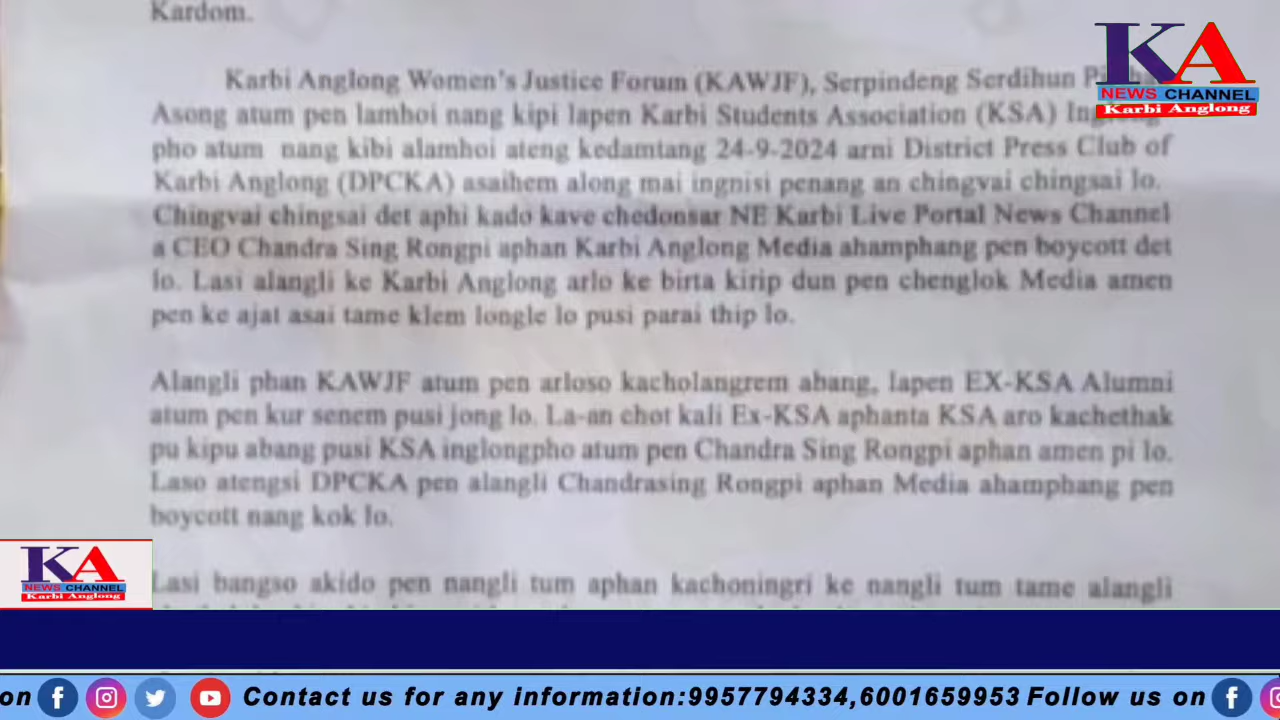 Kardom.
Karbi Anglong Women's Justice Forum (KAWJF), Serpindeng Serdihun
Asong atum pen lamthe nang kipi lapen Karbi Students Association (KSA)
pho atum nang kibi alamhoi ateng kedamtang 24-9-2024 arni District Press Club of
Karbi Anglong (DPCKA) asaihem along mai ingnisi penang an chingvai chingsai lo.
Chingvai chingsai det aphi kado kave chedonsar NE Karbi Live Portal News Channel
a CEO Chandra Sing Rongpi aphan Karbi Anglong Media ahamphang pen boycott det
lo. Lasi alangli ke Karbi Anglong arlo ke birta kirip dun pen chenglok Media amen
pen ke ajat asai tame klem longle lo pusi parai thip lo.
Alangli phan KAWJF atum pen arloso kacholangrem abang, lapen EX-KSA Alumni
atum pen kur senem pusi jong lo. La-an chot kali Ex-KSA aphanta KSA aro kachethak
pu kipu abang pusi KSA inglongpho atum pen Chandra Sing Rongpi aphan amen pi lo.
Laso atengsi DPCKA pen alangli Chandrasing Rongpi aphan Media ahamphang pen
boycott nang kok lo.
Lasi bangso akido pen nangli tum aphan kacheningri ke nangli tum tame alangli
KA
NEWS CHANNEL
Karbi Anglong
KA
NEWS CHANNEL
Karbi Anglong
on Contact us for any information:9957794334,6001659953 Follow us on